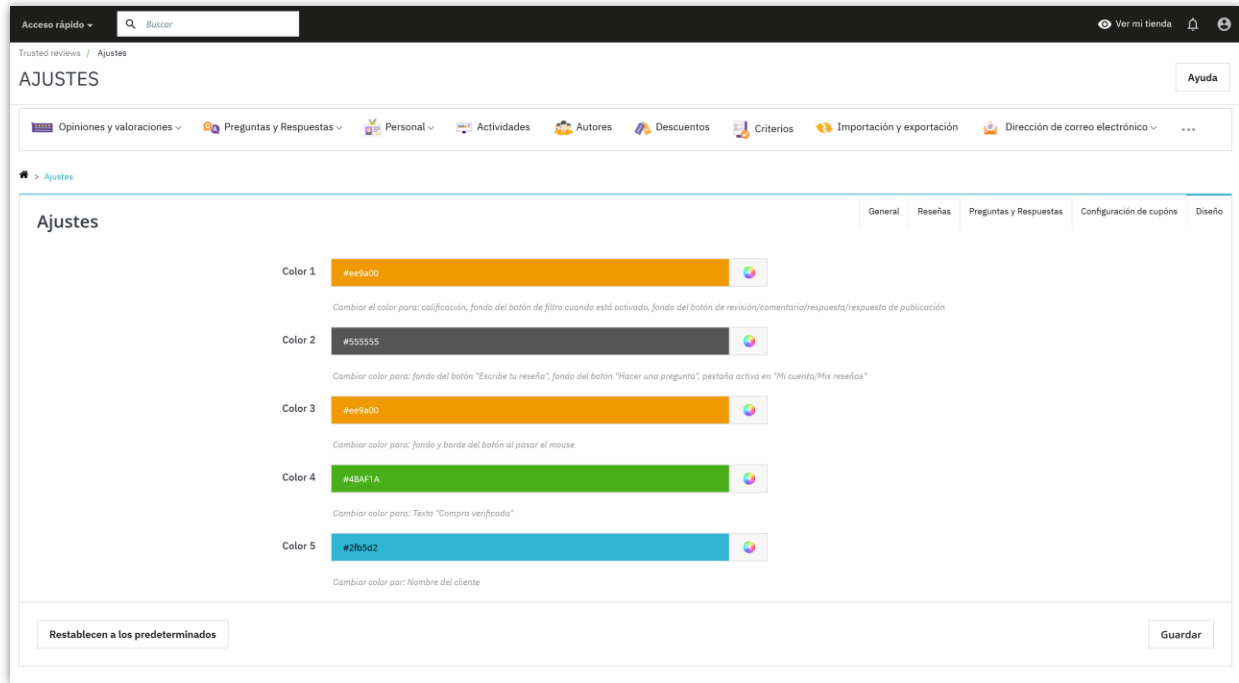 Acceso rápido Buscar Ver mi tienda
Trusted reviews / Ajustes
AJUSTES
Ayuda
Opiniones y valoraciones Preguntas y Respuestas Personal Actividades Autores Descuentos Criterios Importación y exportación Dirección de correo electrónico ...
> Ajustes
Ajustes
General Reseñas Preguntas y Respuestas Configuración de cupóns Diseño
Color 1 #ee9a00
Cambiar el color para: calificación, fondo del botón de filtro cuando está activado, fondo del botón de revisión/comentario/respuesta/respuesta de publicación
Color 2 #555555
Cambiar color para: fondo del botón "Escribe tu reseña", fondo del botón "Hacer una pregunta", pestaña activa en "Mi cuenta/Mis reseñas"
Color 3 #ee9a00
Cambiar color para: fondo y borde del botón al pasar el mouse
Color 4 #48AF1A
Cambiar color para: Texto "Compra verificada"
Color 5 #2fb5d2
Cambiar color por: Nombre del cliente
Restablecen a los predeterminados Guardar